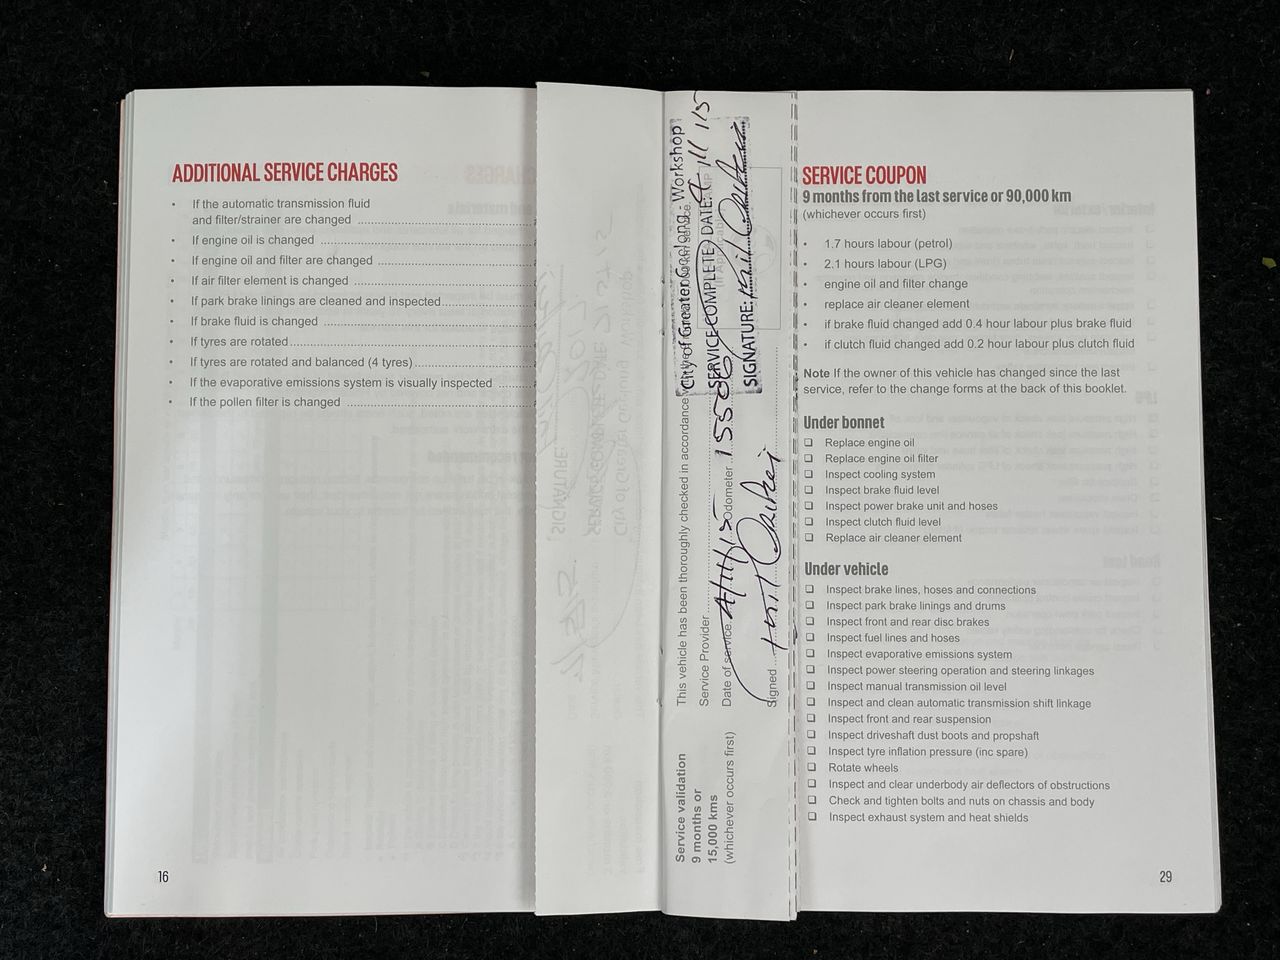 ADDITIONAL SERVICE CHARGES
• If the automatic transmission fluid
and filter/strainer are changed
• If engine oil is changed
• If engine oil and filter are changed
• If air filter element is changed
• If park brake linings are cleaned and inspected
• If brake fluid is changed
• If tyres are rotated
• If tyres are rotated and balanced (4 tyres)
• If the evaporative emissions system is visually inspected
• If the pollen filter is changed
16
This vehicle has been thoroughly checked in accordance
Service Provider
Date of service 4/11/15 Odometer 15506
Signed
City of Greater Geelong - Workshop
SERVICE COMPLETE, DATE: 4/11/15
SIGNATURE:
Service validation
9 months or
15,000 kms
(whichever occurs first)
SERVICE COUPON
9 months from the last service or 90,000 km
(whichever occurs first)
• 1.7 hours labour (petrol)
• 2.1 hours labour (LPG)
• engine oil and filter change
• replace air cleaner element
• if brake fluid changed add 0.4 hour labour plus brake fluid
• if clutch fluid changed add 0.2 hour labour plus clutch fluid
Note If the owner of this vehicle has changed since the last
service, refer to the change forms at the back of this booklet.
Under bonnet
❑ Replace engine oil
❑ Replace engine oil filter
❑ Inspect cooling system
❑ Inspect brake fluid level
❑ Inspect power brake unit and hoses
❑ Inspect clutch fluid level
❑ Replace air cleaner element
Under vehicle
❑ Inspect brake lines, hoses and connections
❑ Inspect park brake linings and drums
❑ Inspect front and rear disc brakes
❑ Inspect fuel lines and hoses
❑ Inspect evaporative emissions system
❑ Inspect power steering operation and steering linkages
❑ Inspect manual transmission oil level
❑ Inspect and clean automatic transmission shift linkage
❑ Inspect front and rear suspension
❑ Inspect driveshaft dust boots and propshaft
❑ Inspect tyre inflation pressure (inc spare)
❑ Rotate wheels
❑ Inspect and clear underbody air deflectors of obstructions
❑ Check and tighten bolts and nuts on chassis and body
❑ Inspect exhaust system and heat shields
29